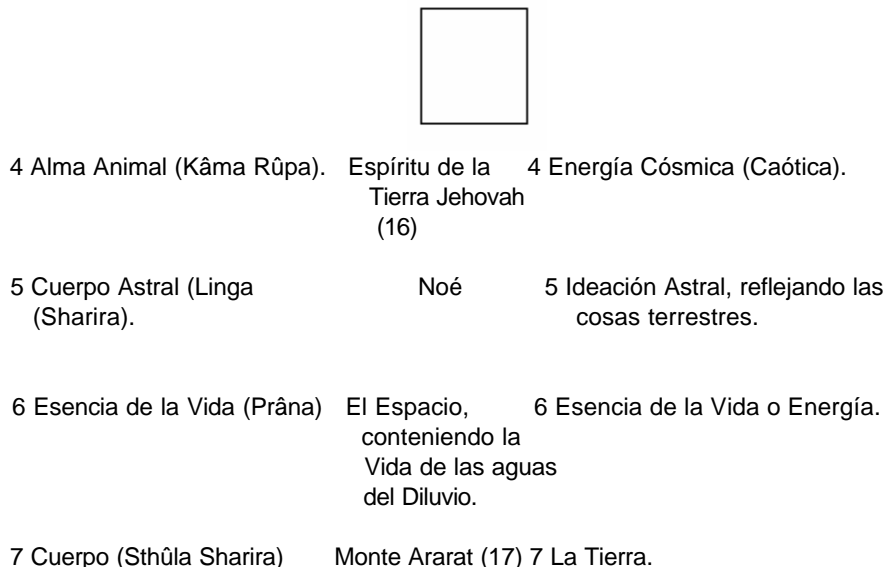 4 Alma Animal (Kâma Rûpa). Espíritu de la 4 Energía Cósmica (Caótica).
Tierra Jehovah
(16)
5 Cuerpo Astral (Linga Noé 5 Ideación Astral, reflejando las
(Sharira). cosas terrestres.
6 Esencia de la Vida (Prâna) El Espacio, 6 Esencia de la Vida o Energía.
conteniendo la
Vida de las aguas
del Diluvio.
7 Cuerpo (Sthûla Sharira) Monte Ararat (17) 7 La Tierra.